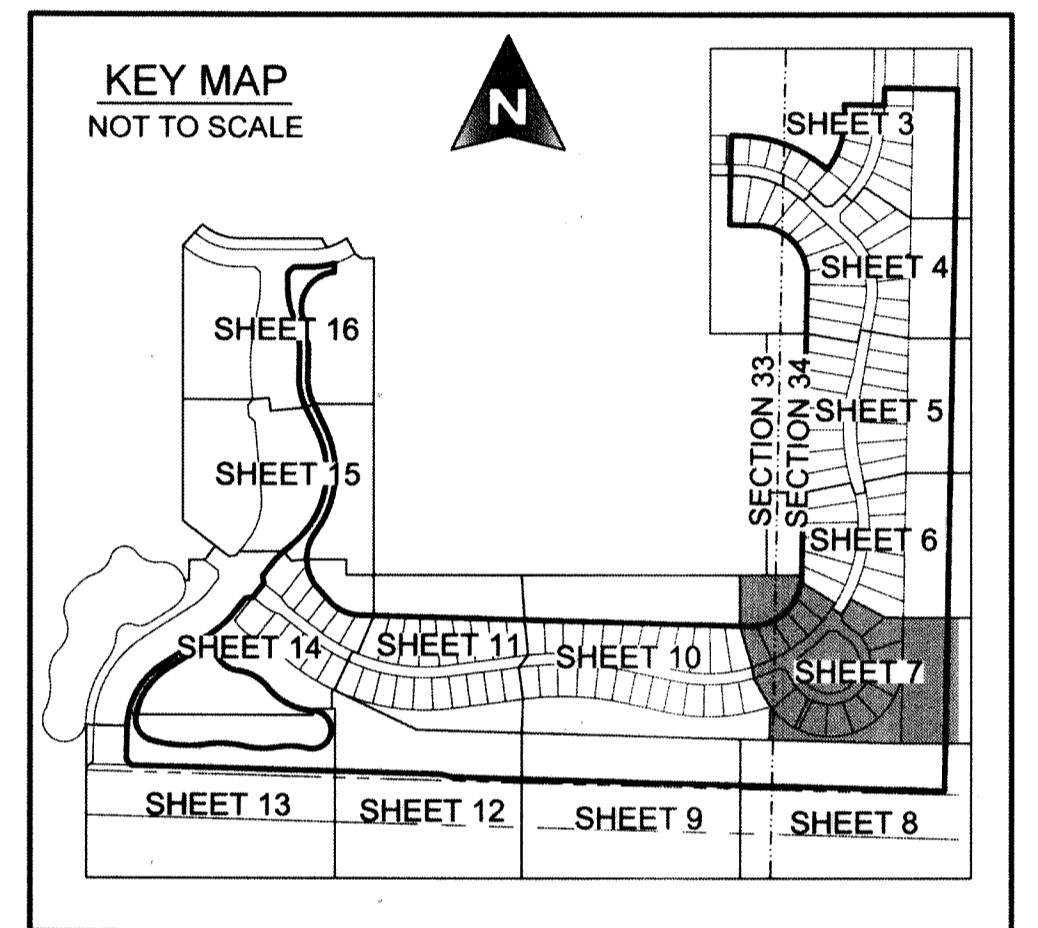 KEY MAP
NOT TO SCALE
N
SHEET 3
SHEET 4
SHEET 16
SECTION 33
SECTION 34
SHEET 5
SHEET 15
SHEET 6
SHEET 14
SHEET 11
SHEET 10
SHEET 7
SHEET 13
SHEET 12
SHEET 9
SHEET 8